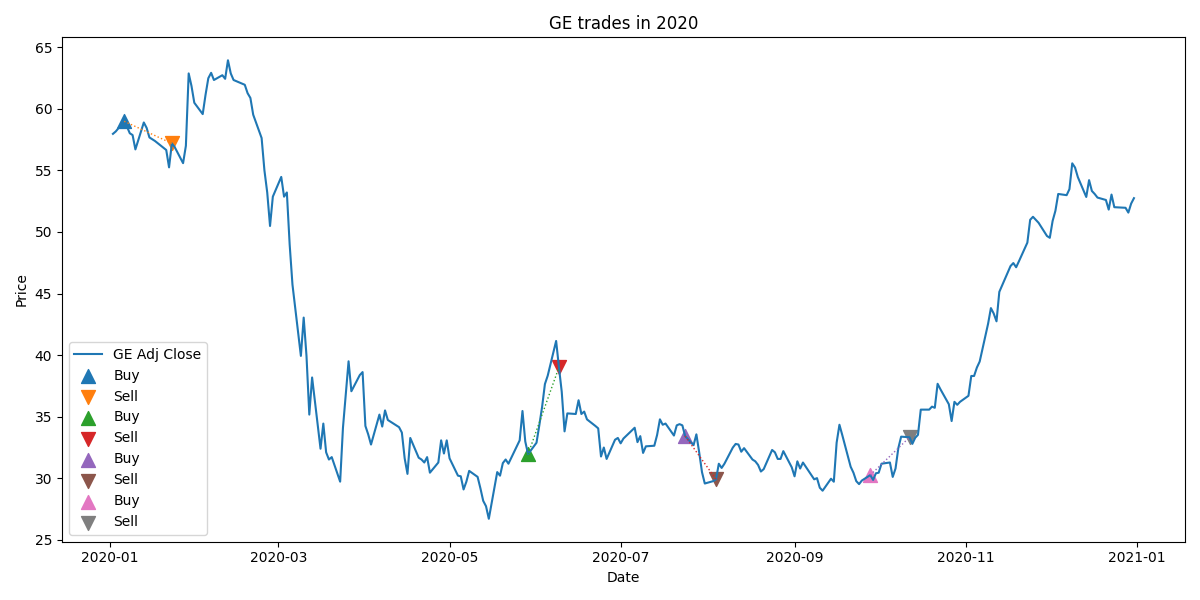 GE trades in 2020
Price
65
60
55
50
45
40
35
30
25
GE Adj Close
Buy
Sell
Buy
Sell
Buy
Sell
Buy
Sell
2020-01 2020-03 2020-05 2020-07 2020-09 2020-11 2021-01
Date